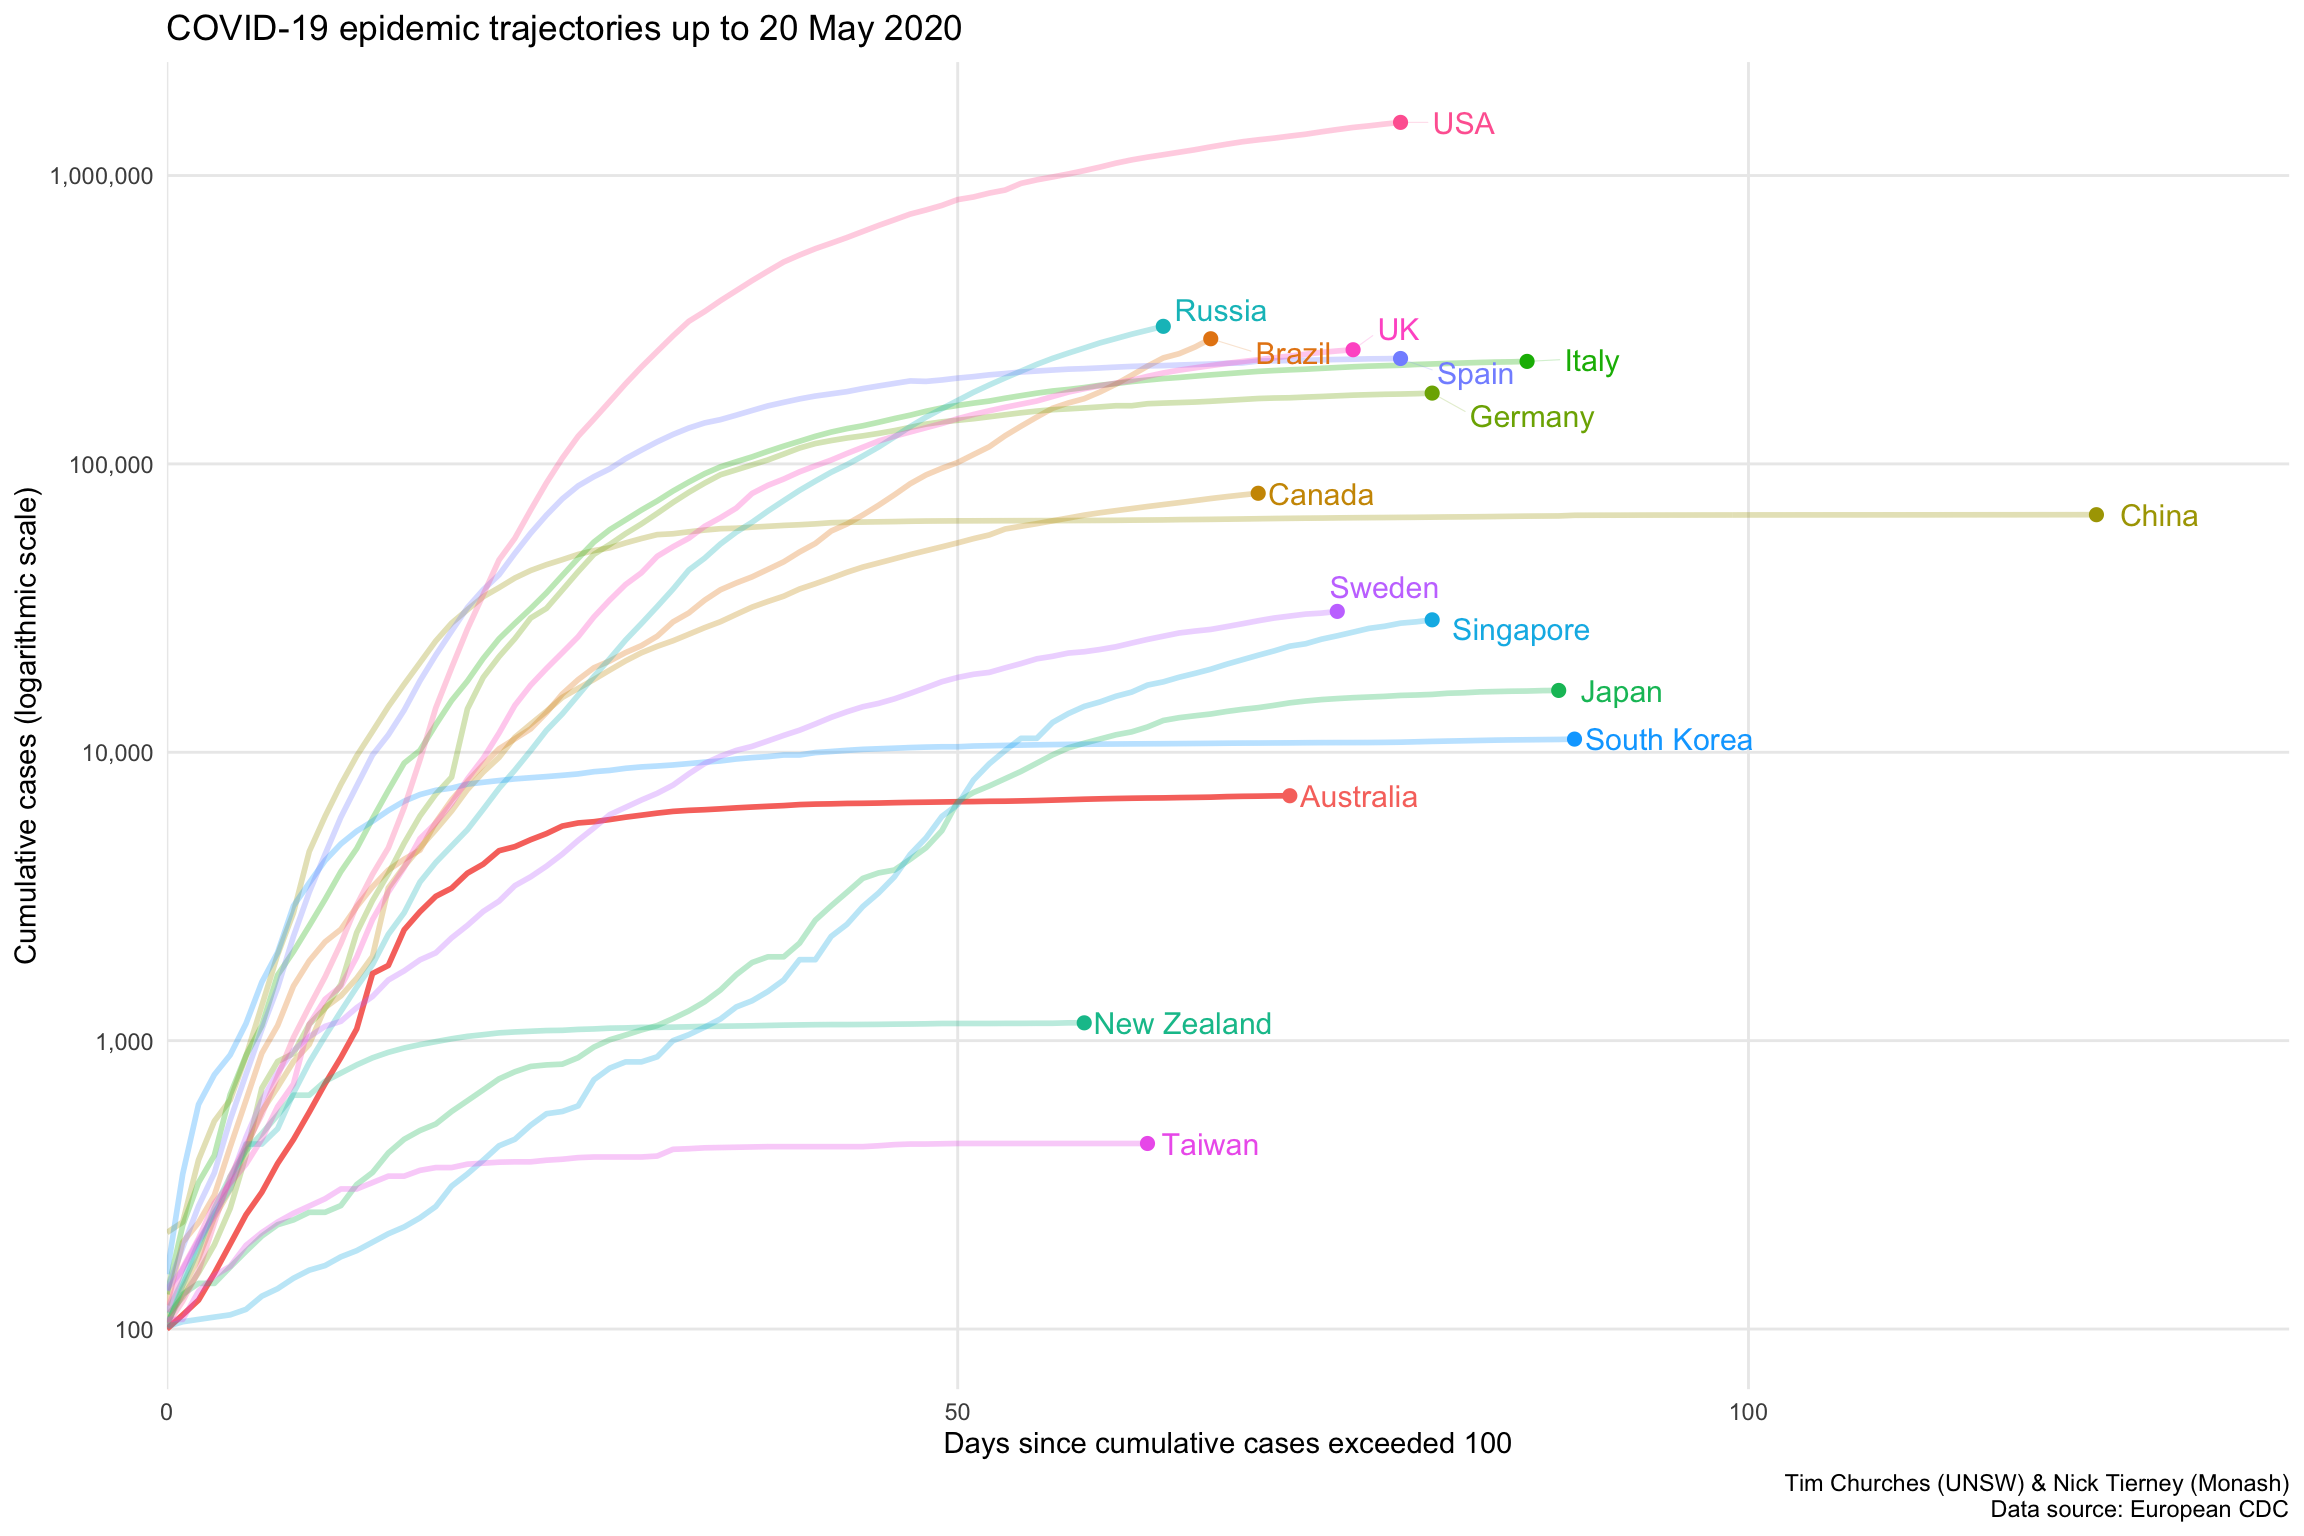 COVID-19 epidemic trajectories up to 20 May 2020
USA
1,000,000
Russia
UK
Brazil
Italy
Spain
Germany
100,000
Canada
China
Sweden
Singapore
Japan
South Korea
10,000
Australia
New Zealand
1,000
Taiwan
100
Cumulative cases (logarithmic scale)
0 50 100
Days since cumulative cases exceeded 100
Tim Churches (UNSW) & Nick Tierney (Monash)
Data source: European CDC